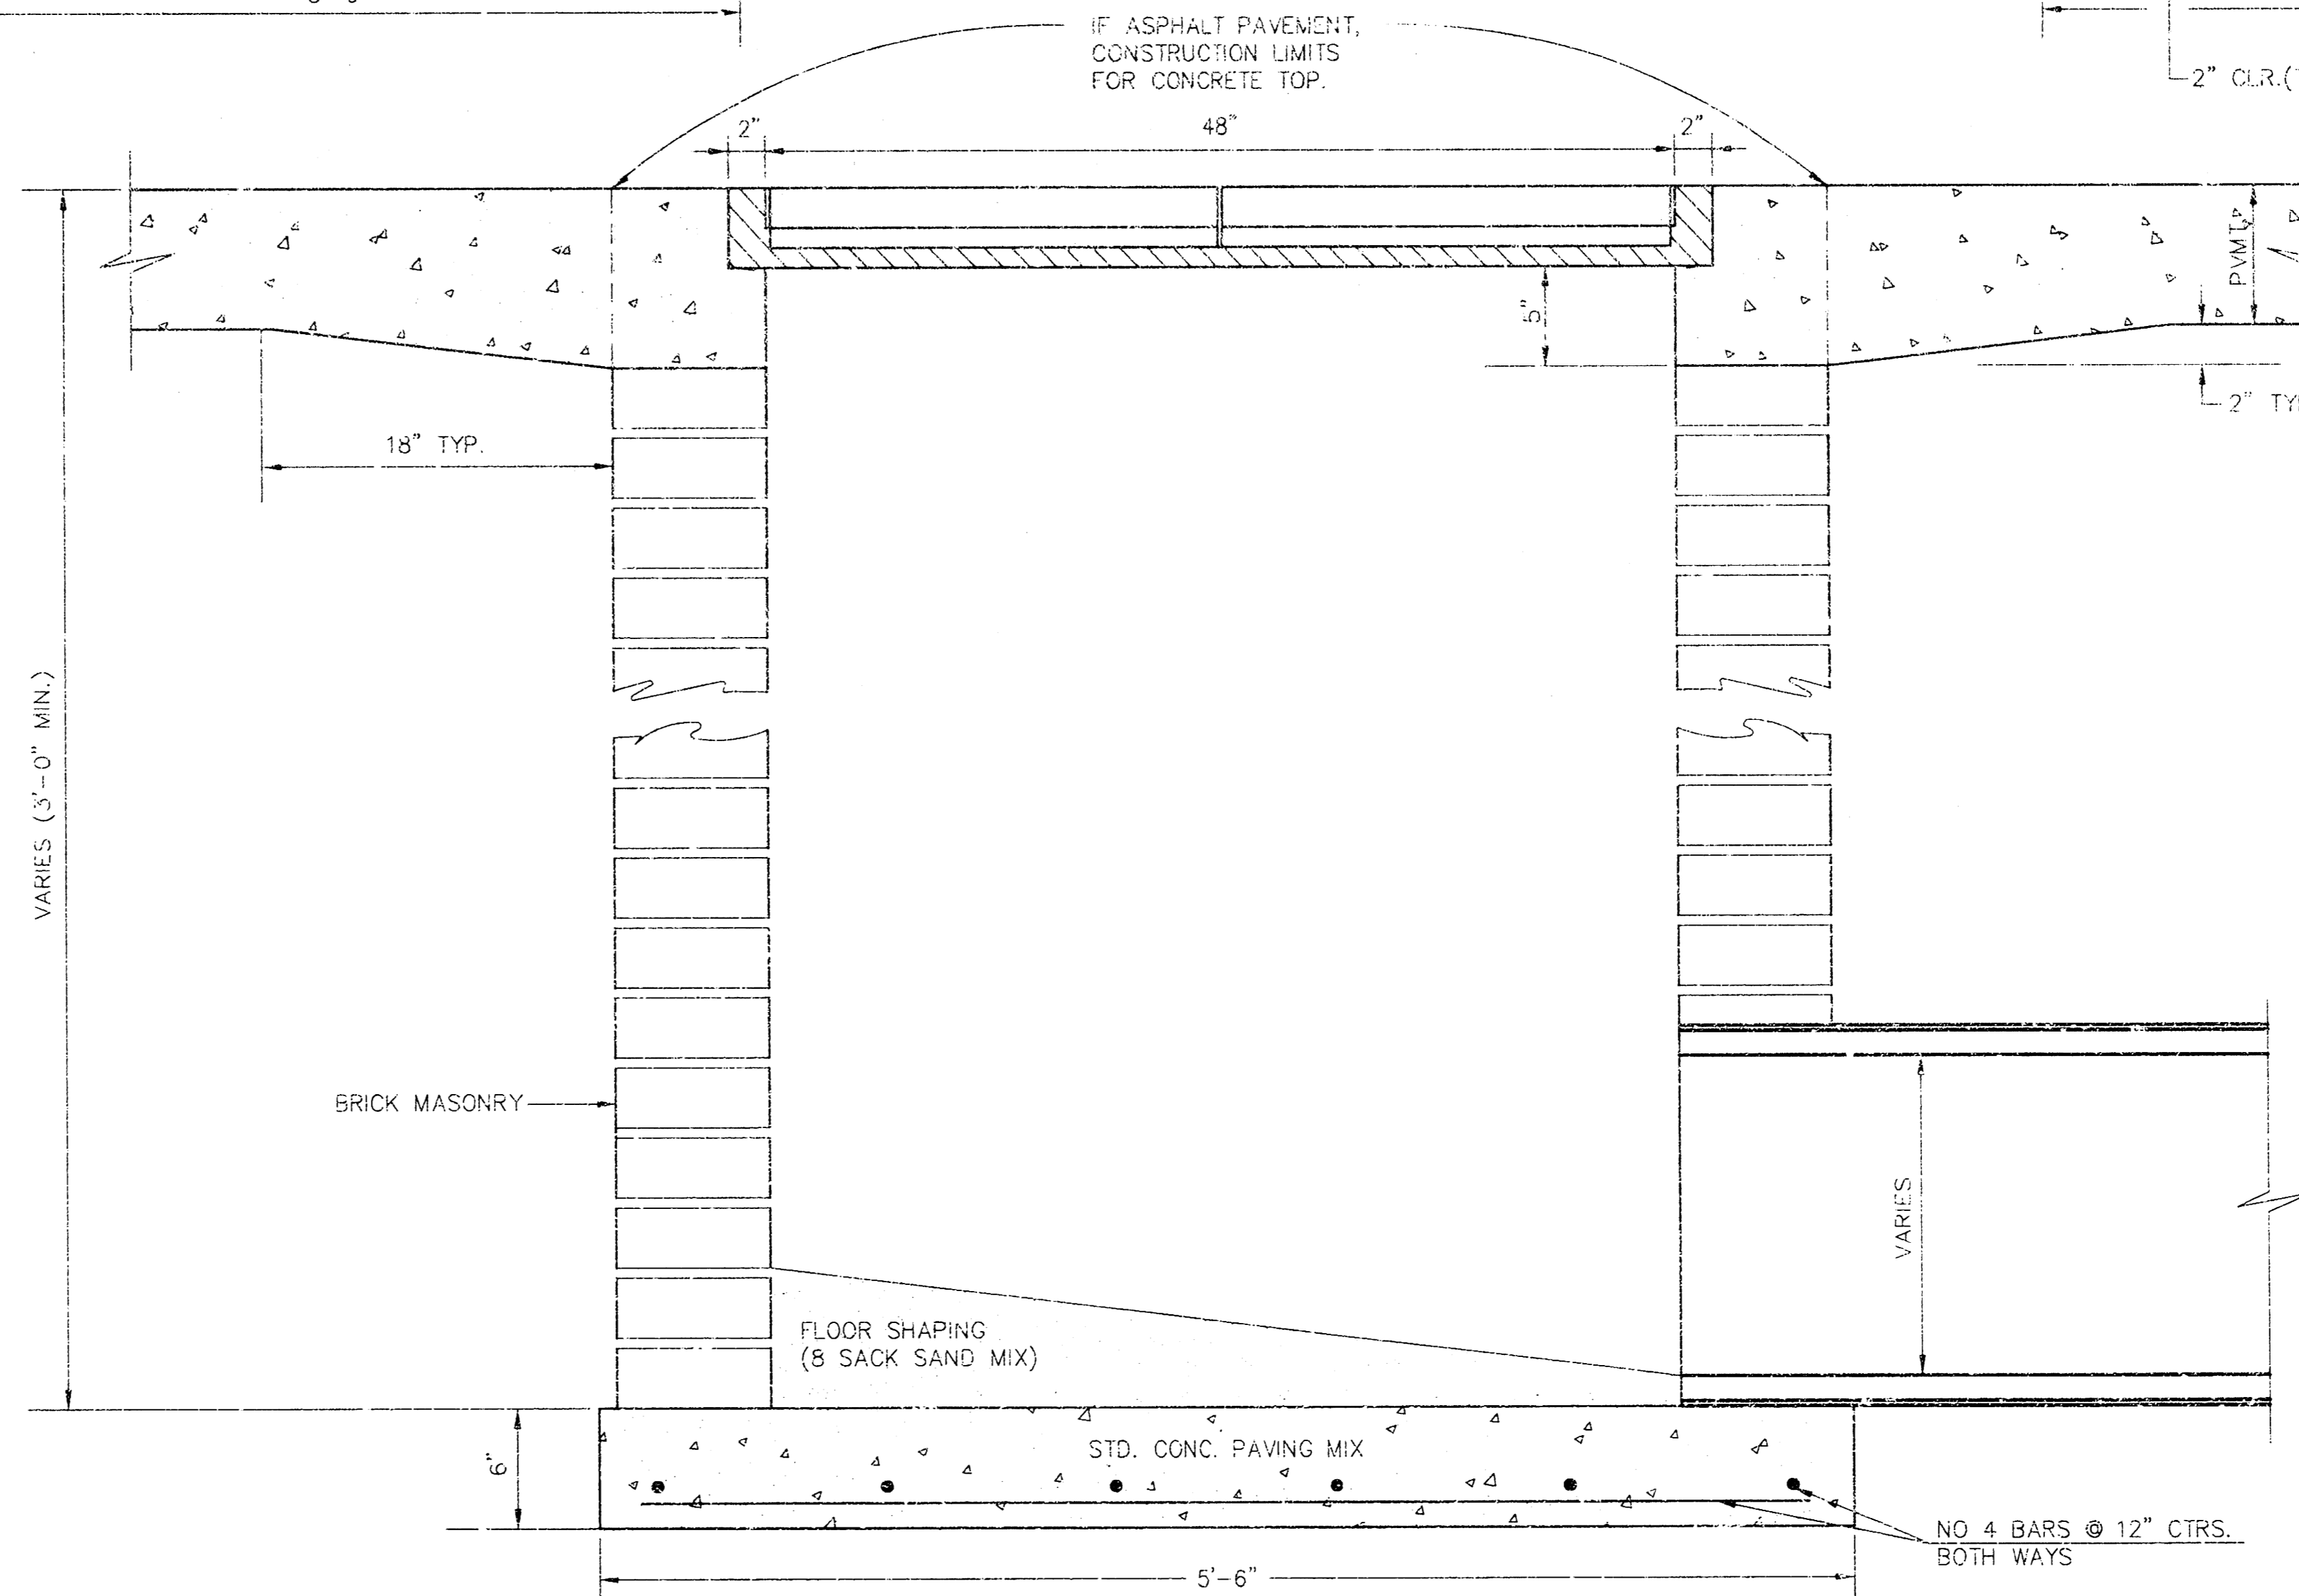 IF ASPHALT PAVEMENT,
CONSTRUCTION LIMITS
FOR CONCRETE TOP.
2" CLR.(
2"
48"
2"
PVMT.
5"
2" TY
18" TYP.
VARIES (3'-0" MIN.)
BRICK MASONRY
VARIES
FLOOR SHAPING
(8 SACK SAND MIX)
STD. CONC. PAVING MIX
6"
NO 4 BARS @ 12" CTRS.
BOTH WAYS
5'-6"